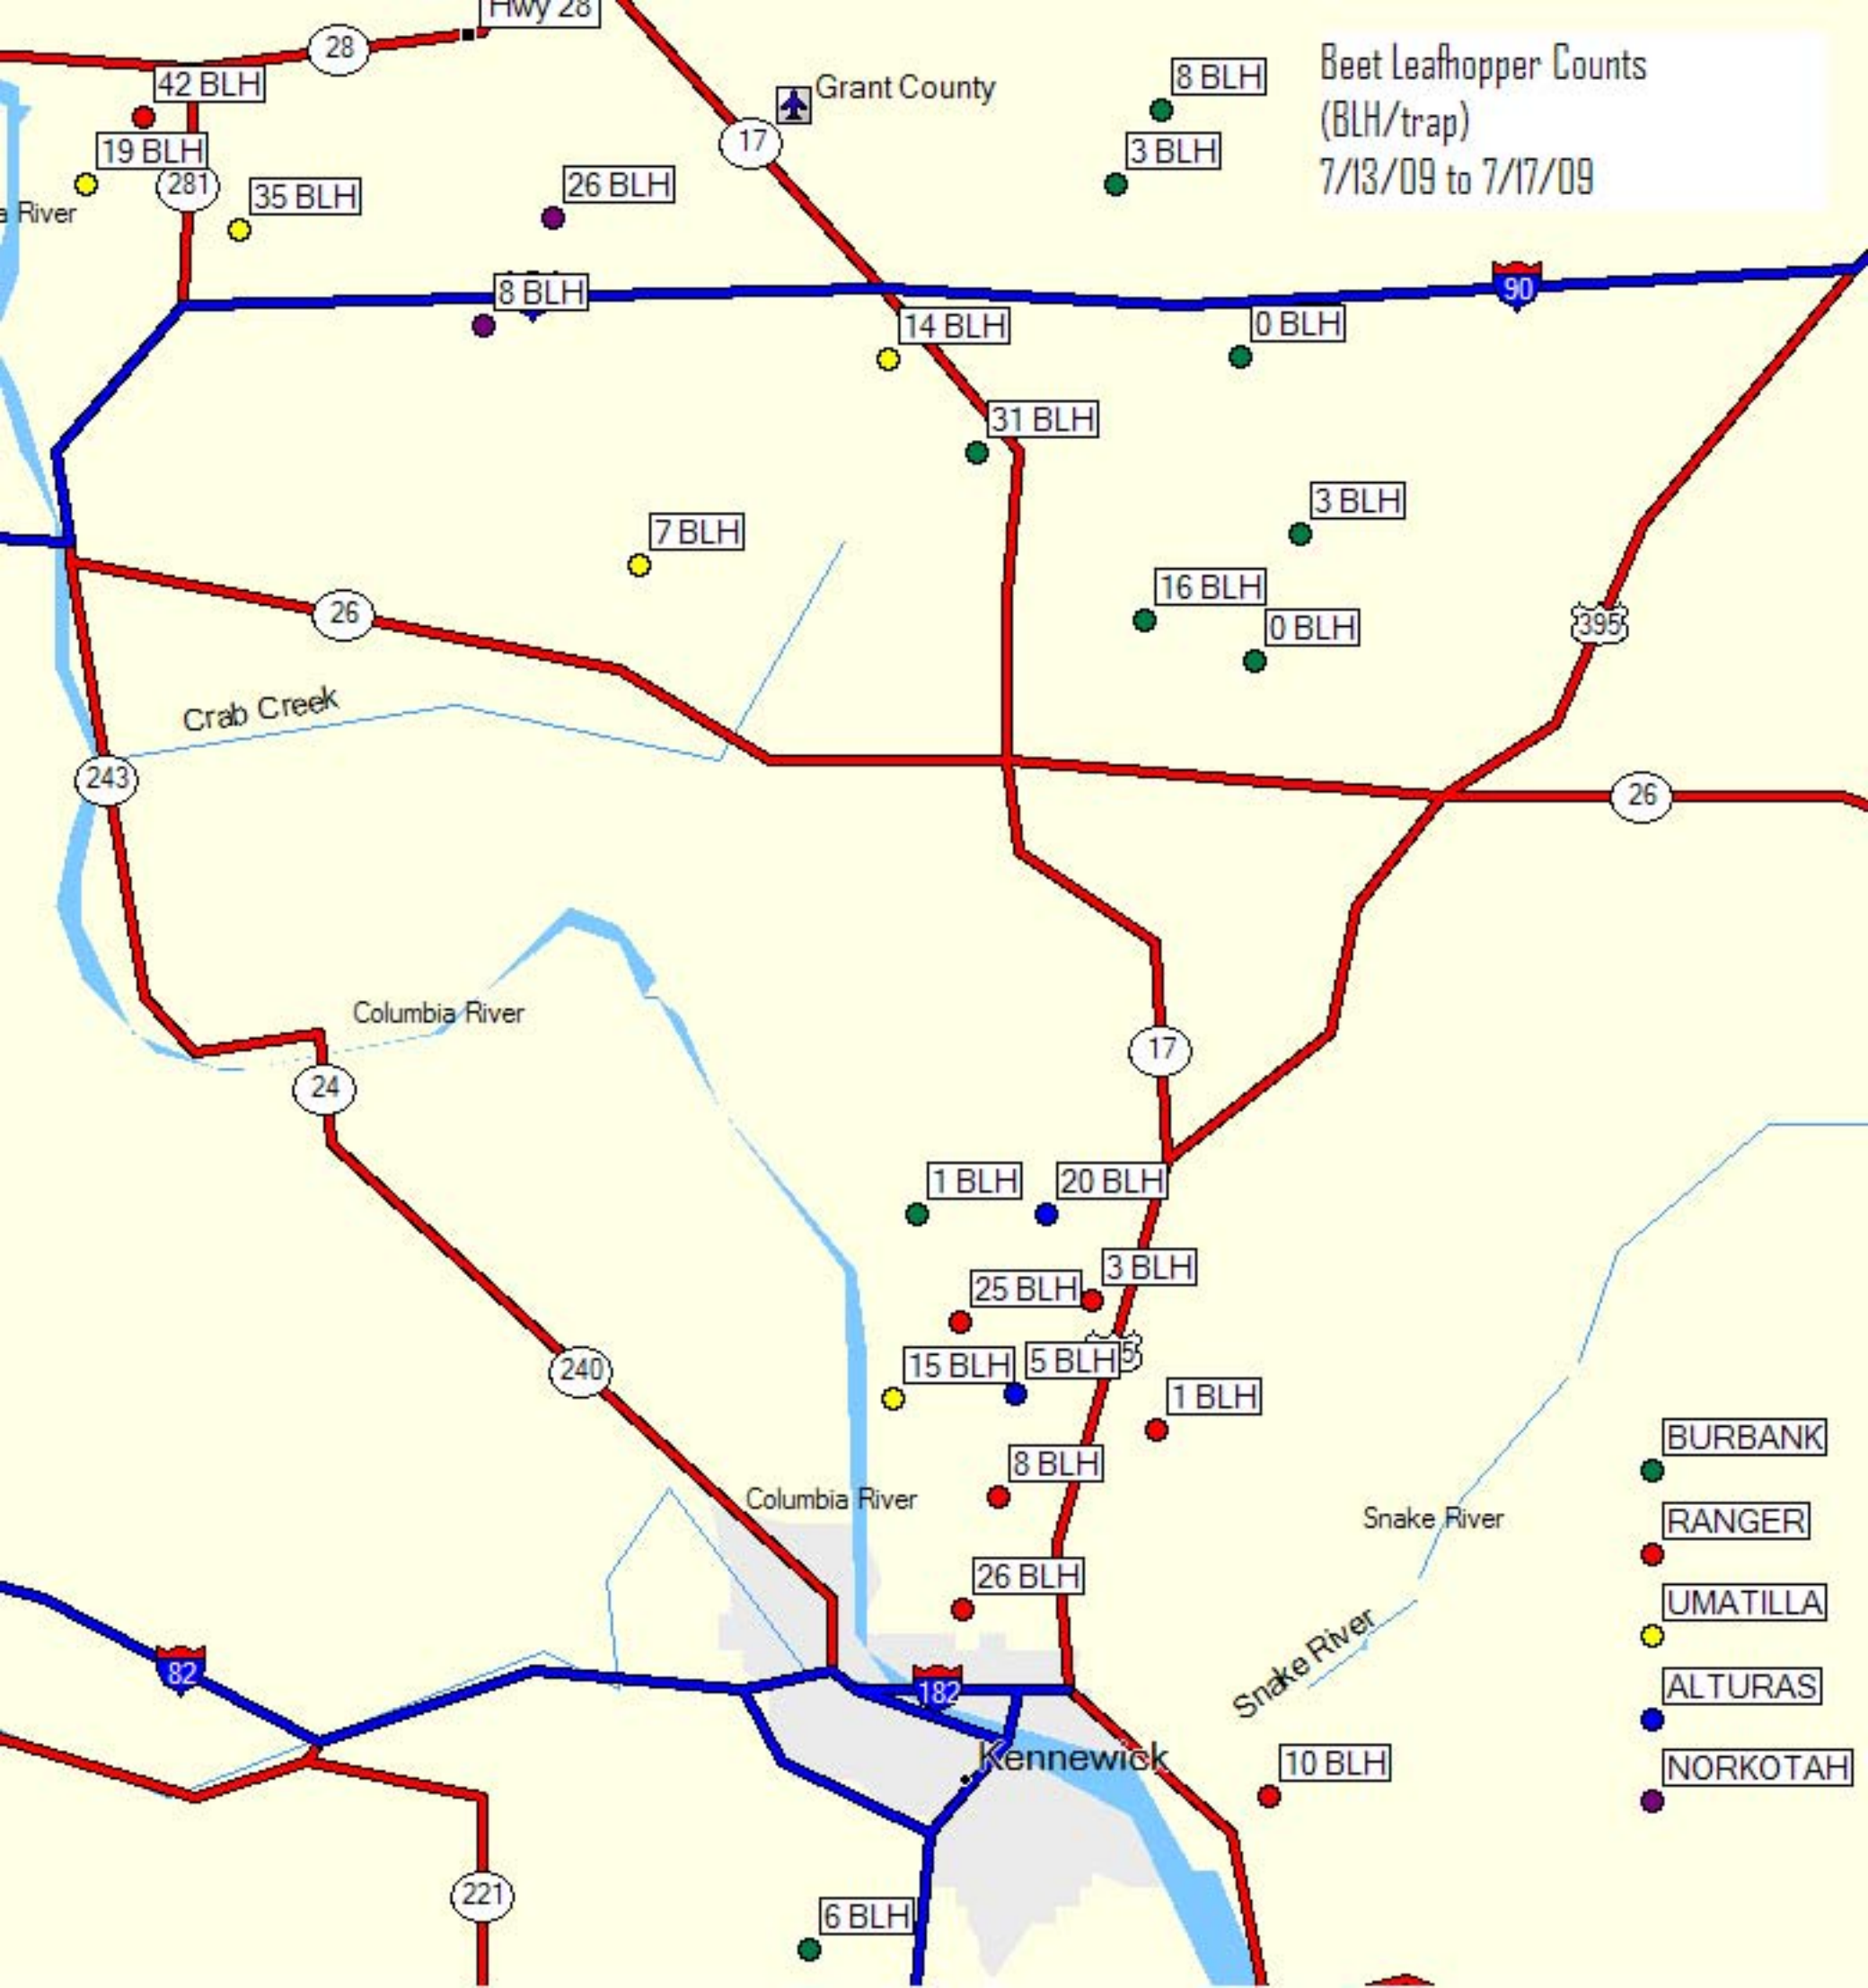 Hwy 28
28
42 BLH
Grant County
8 BLH
Beet Leafhopper Counts
(BLH/trap)
7/13/09 to 7/17/09
17
3 BLH
19 BLH
281
35 BLH
26 BLH
River
8 BLH
90
14 BLH
0 BLH
31 BLH
3 BLH
7 BLH
16 BLH
26
0 BLH
395
Crab Creek
243
26
Columbia River
17
24
1 BLH
20 BLH
3 BLH
25 BLH
15 BLH
5 BLH
240
1 BLH
8 BLH
Columbia River
Snake River
26 BLH
BURBANK
RANGER
UMATILLA
ALTURAS
NORKOTAH
82
182
Snake River
Kennewick
10 BLH
221
6 BLH